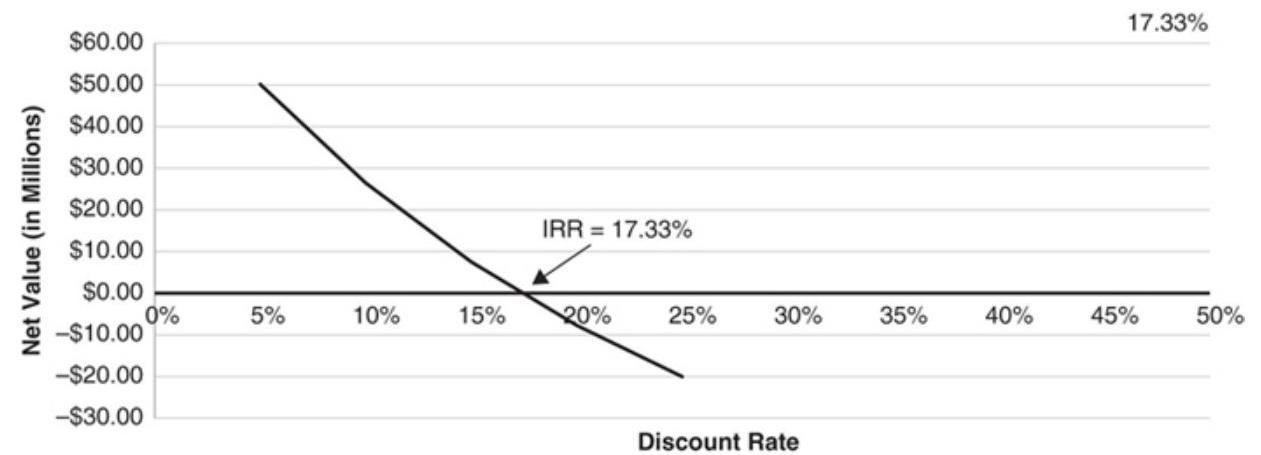 17.33%
$60.00
$50.00
$40.00
$30.00
$20.00
$10.00
$0.00
–$10.00
–$20.00
–$30.00
Net Value (in Millions)
IRR = 17.33%
0% 5% 10% 15% 20% 25% 30% 35% 40% 45% 50%
Discount Rate